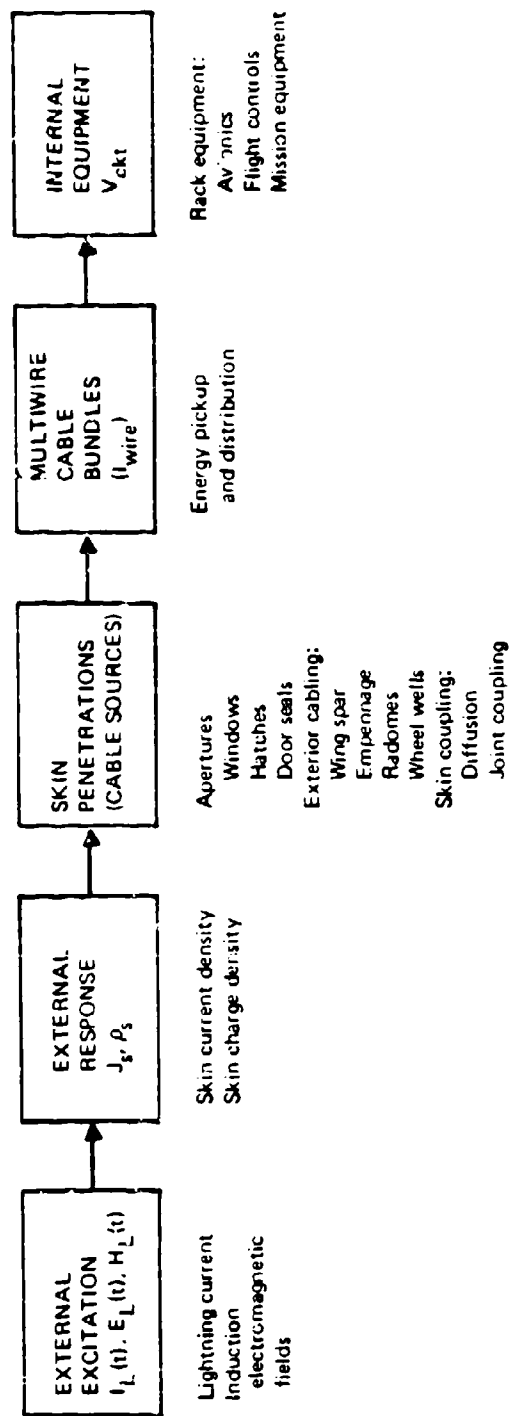 EXTERNAL
EXCITATION
I_L(t), E_L(t), H_L(t)
Lightning current
Induction
electromagnetic
fields
EXTERNAL
RESPONSE
J_s, ρ_s
Skin current density
Skin charge density
SKIN
PENETRATIONS
(CABLE SOURCES)
Apertures
Windows
Hatches
Door seals
Exterior cabling:
Wing spar
Empennage
Radomes
Wheel wells
Skin coupling:
Diffusion
Joint coupling
MULTIWIRE
CABLE
BUNDLES
(I_wire)
Energy pickup
and distribution
INTERNAL
EQUIPMENT
V_ckt
Rack equipment:
Avionics
Flight controls
Mission equipment